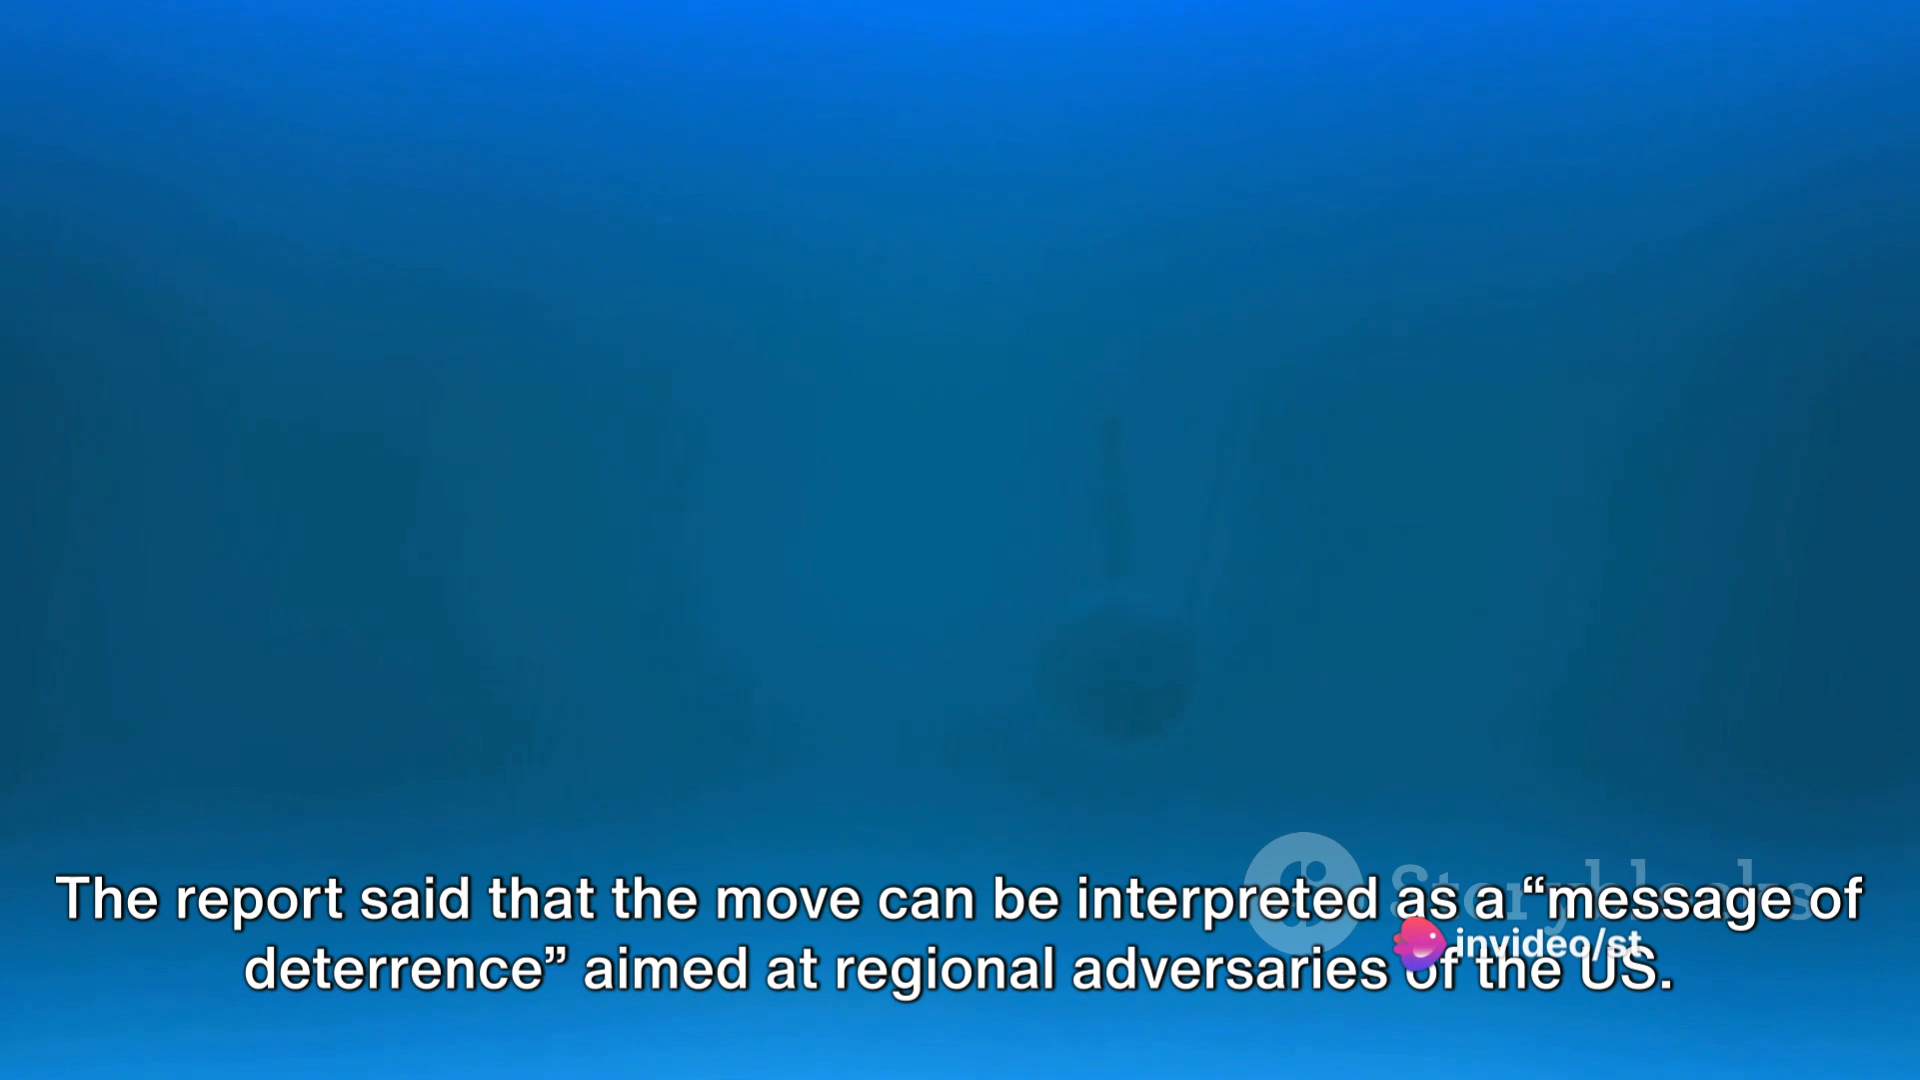 Storyblocks
The report said that the move can be interpreted as a “message of
invideo/st
deterrence” aimed at regional adversaries of the US.